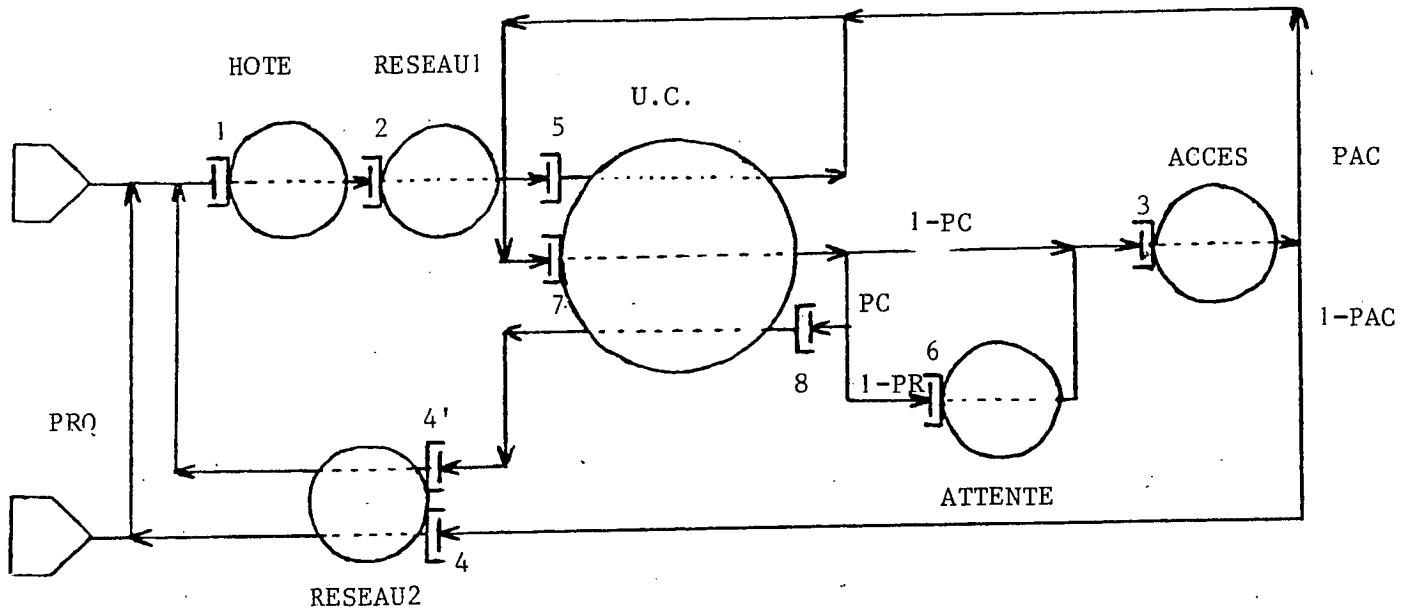 HOTE
RESEAU1
U.C.
1
2
5
ACCES
PAC
3
1-PC
7
PC
1-PAC
6
8
1-PR
PRQ
4'
ATTENTE
4
RESEAU2